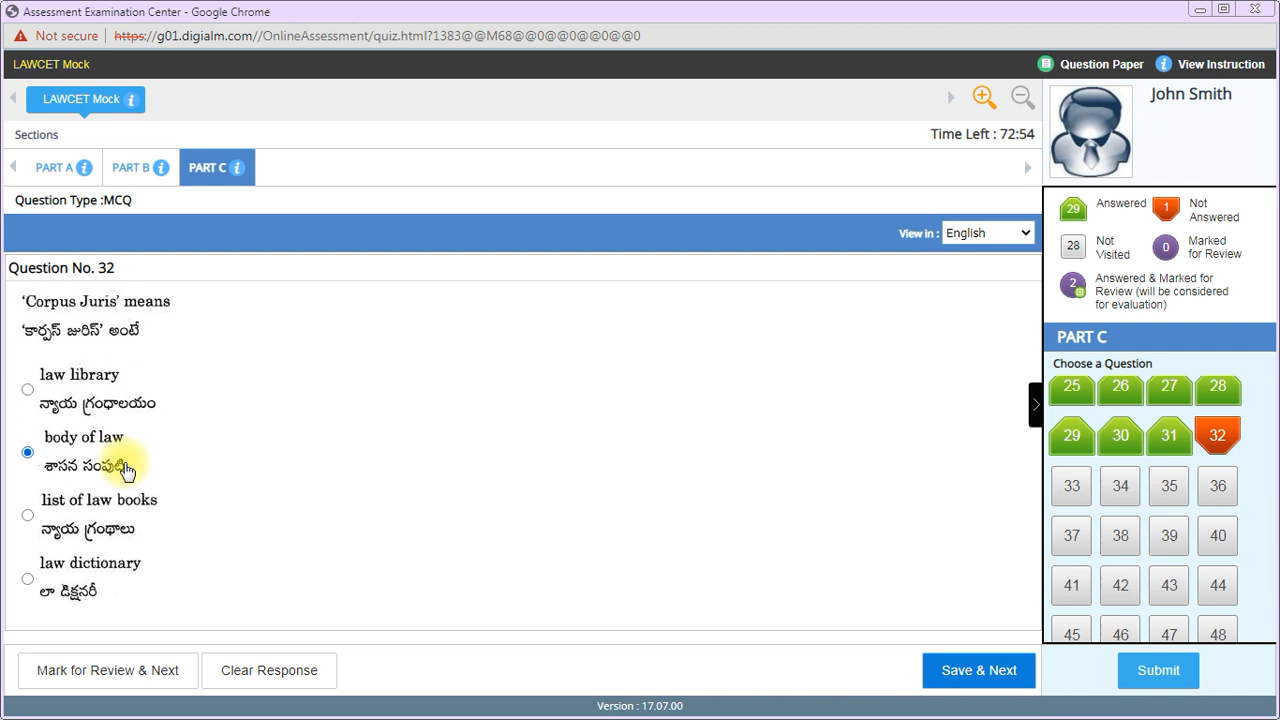 Assessment Examination Center - Google Chrome
Not secure https://g01.digialm.com//OnlineAssessment/quiz.html?1383@@M68@@0@@0@@0@@0
LAWCET Mock
Question Paper
View Instruction
LAWCET Mock
John Smith
Sections
Time Left : 72:54
PART A
PART B
PART C
Question Type :MCQ
View in : English
Question No. 32
‘Corpus Juris’ means
‘కార్పస్ జురిస్’ అంటే
law library
న్యాయ గ్రంధాలయం
body of law
శాసన సంపుటి
list of law books
న్యాయ గ్రంథాలు
law dictionary
లా డిక్షనరీ
29 Answered
1 Not Answered
28 Not Visited
0 Marked for Review
2 Answered & Marked for Review (will be considered for evaluation)
PART C
Choose a Question
25 26 27 28
29 30 31 32
33 34 35 36
37 38 39 40
41 42 43 44
45 46 47 48
Mark for Review & Next
Clear Response
Save & Next
Submit
Version : 17.07.00